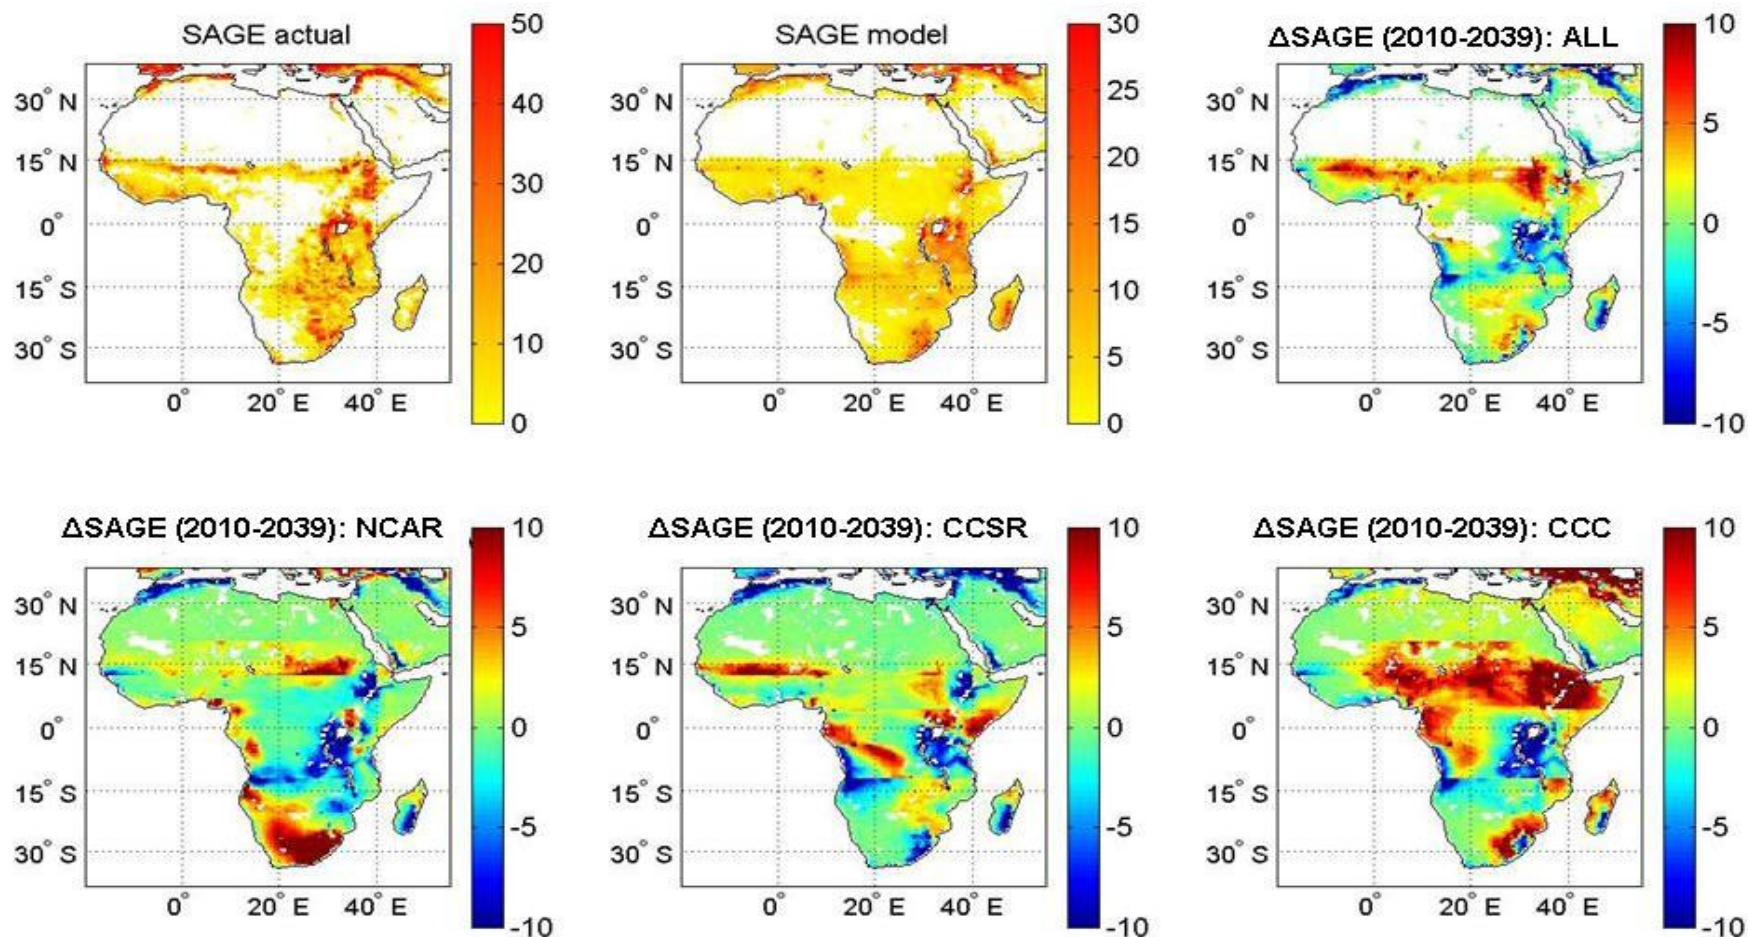 SAGE actual
50
40
30
20
10
0
30° N
15° N
0°
15° S
30° S
0° 20° E 40° E
SAGE model
30
25
20
15
10
5
0
30° N
15° N
0°
15° S
30° S
0° 20° E 40° E
ΔSAGE (2010-2039): ALL
10
5
0
-5
-10
30° N
15° N
0°
15° S
30° S
0° 20° E 40° E
ΔSAGE (2010-2039): NCAR
10
5
0
-5
-10
30° N
15° N
0°
15° S
30° S
0° 20° E 40° E
ΔSAGE (2010-2039): CCSR
10
5
0
-5
-10
30° N
15° N
0°
15° S
30° S
0° 20° E 40° E
ΔSAGE (2010-2039): CCC
10
5
0
-5
-10
30° N
15° N
0°
15° S
30° S
0° 20° E 40° E